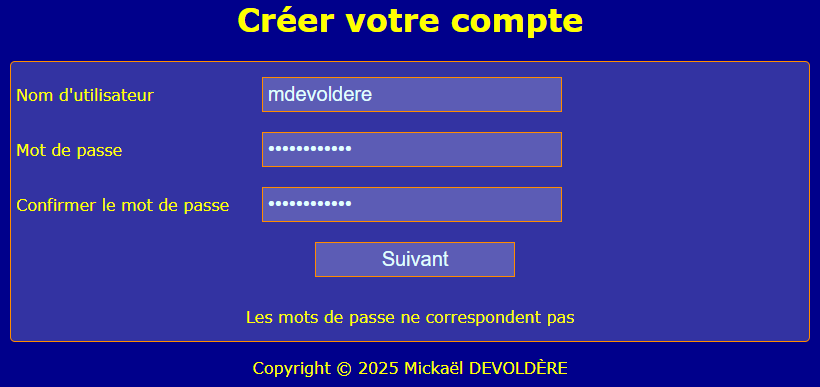 Créer votre compte
Nom d'utilisateur mdevoldere
Mot de passe ••••••••••••
Confirmer le mot de passe ••••••••••••
Suivant
Les mots de passe ne correspondent pas
Copyright © 2025 Mickaël DEVOLDÈRE